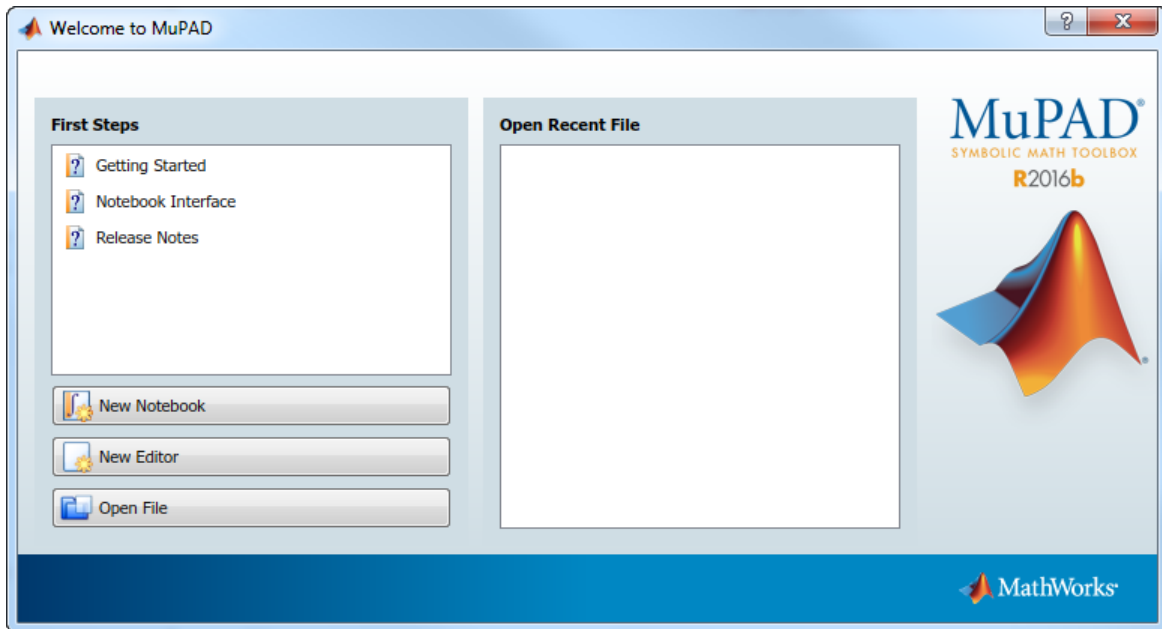 Welcome to MuPAD
First Steps
Getting Started
Notebook Interface
Release Notes
New Notebook
New Editor
Open File
Open Recent File
MuPAD®
SYMBOLIC MATH TOOLBOX
R2016b
®
MathWorks®